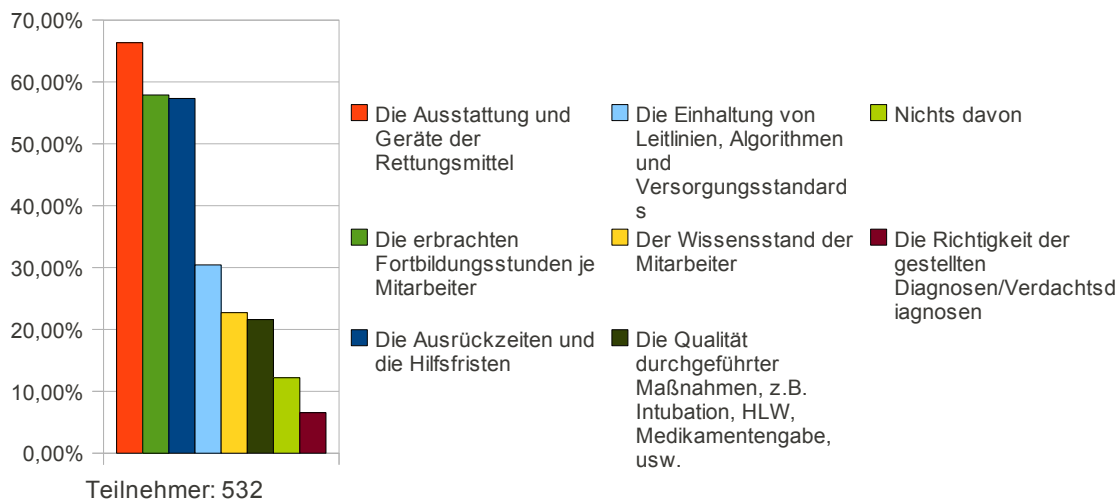 70,00%
60,00%
50,00%
40,00%
30,00%
20,00%
10,00%
0,00%
Teilnehmer: 532
Die Ausstattung und
Geräte der
Rettungsmittel
Die erbrachten
Fortbildungsstunden je
Mitarbeiter
Die Ausrückzeiten und
die Hilfsfristen
Die Einhaltung von
Leitlinien, Algorithmen
und
Versorgungsstandard
s
Der Wissensstand der
Mitarbeiter
Die Qualität
durchgeführter
Maßnahmen, z.B.
Intubation, HLW,
Medikamentengabe,
usw.
Nichts davon
Die Richtigkeit der
gestellten
Diagnosen/Verdachtsd
iagnosen